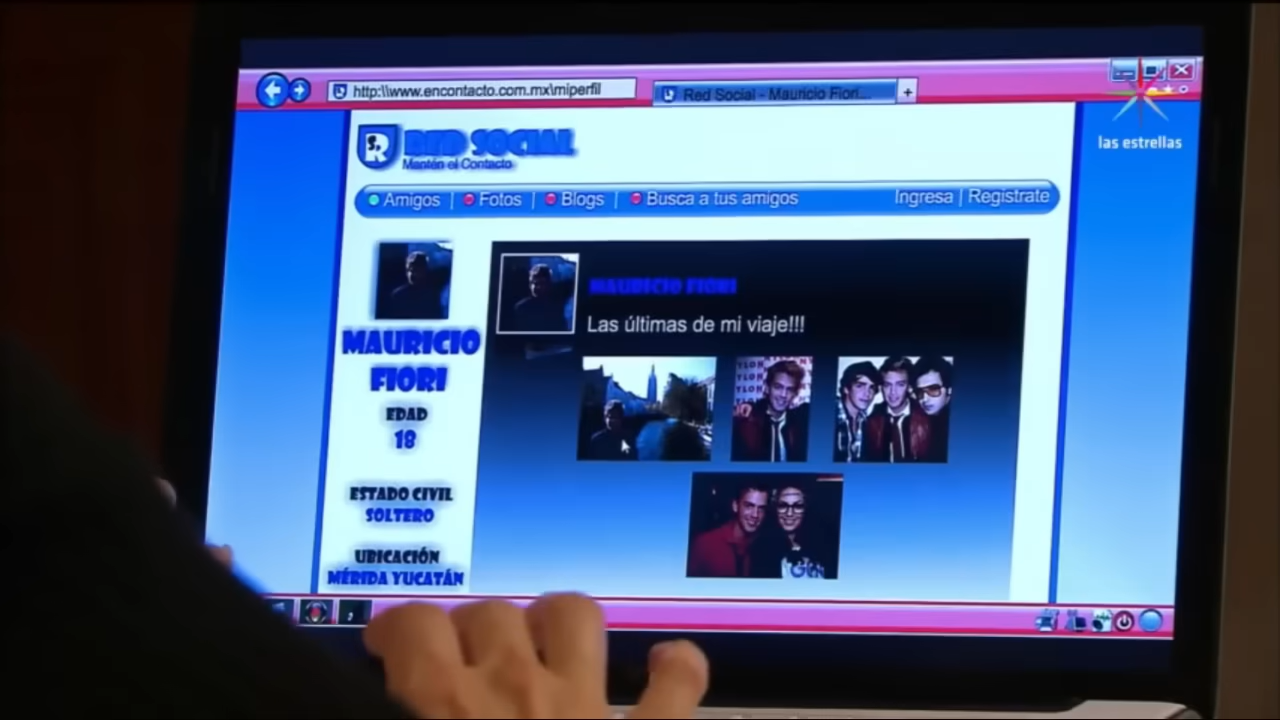 http:\\www.encontacto.com.mx\miperfil
Red Social - Mauricio Fiori...
+
las estrellas
RED SOCIAL
Mantén el Contacto
Amigos | Fotos | Blogs | Busca a tus amigos
Ingresa | Registrate
MAURICIO FIORI
Las últimas de mi viaje!!!
MAURICIO
FIORI
EDAD
18
ESTADO CIVIL
SOLTERO
UBICACIÓN
MÉRIDA YUCATÁN